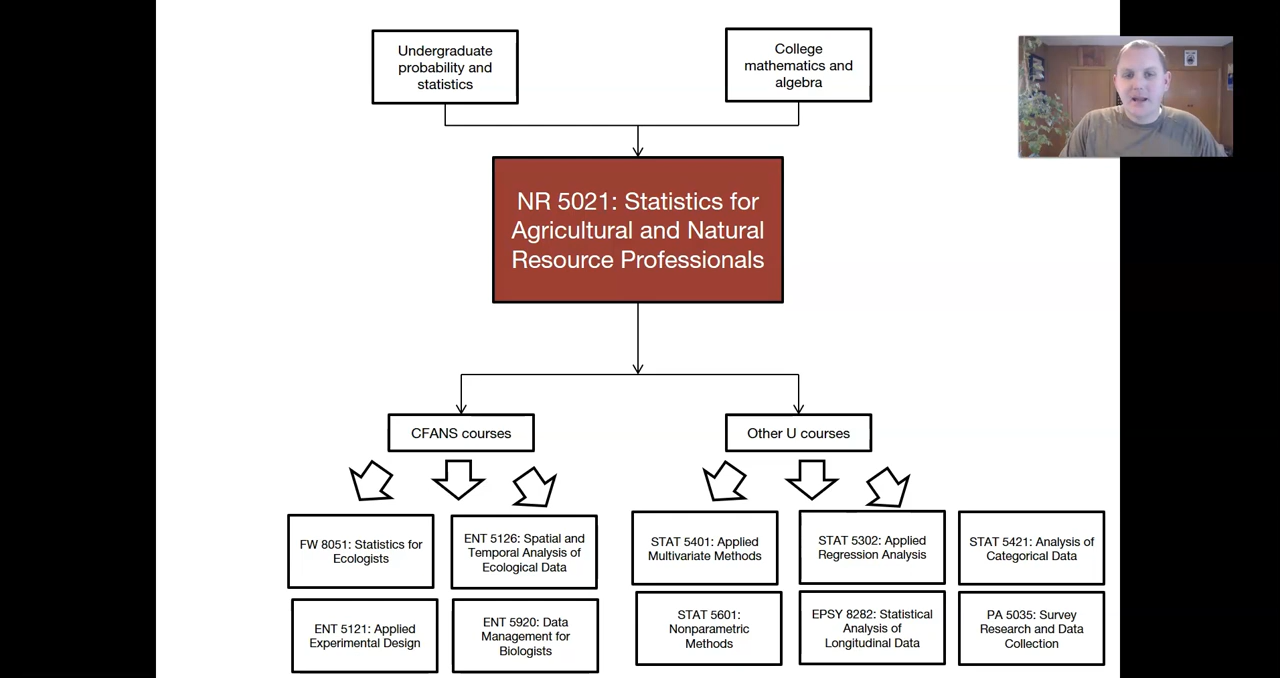 Undergraduate
probability and
statistics
College
mathematics and
algebra
NR 5021: Statistics for
Agricultural and Natural
Resource Professionals
CFANS courses
Other U courses
FW 8051: Statistics for
Ecologists
ENT 5126: Spatial and
Temporal Analysis of
Ecological Data
STAT 5401: Applied
Multivariate Methods
STAT 5302: Applied
Regression Analysis
STAT 5421: Analysis of
Categorical Data
ENT 5121: Applied
Experimental Design
ENT 5920: Data
Management for
Biologists
STAT 5601:
Nonparametric
Methods
EPSY 8282: Statistical
Analysis of
Longitudinal Data
PA 5035: Survey
Research and Data
Collection